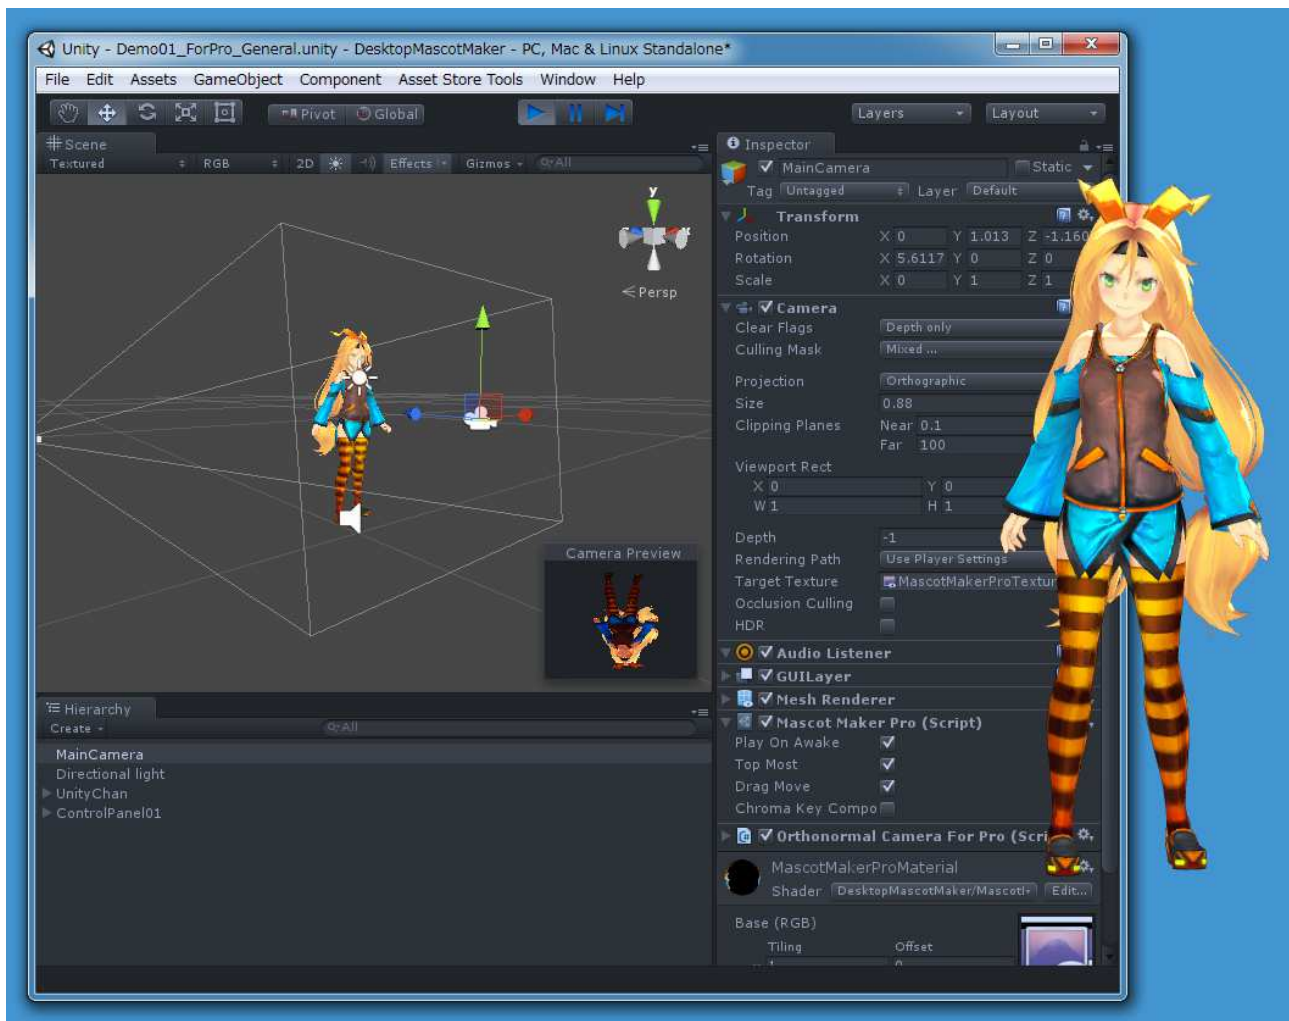 Unity - Demo01_ForPro_General.unity - DesktopMascotMaker - PC, Mac & Linux Standalone*
File Edit Assets GameObject Component Asset Store Tools Window Help
Pivot Global Layers Layout
Scene
Textured RGB 2D Effects Gizmos All
y
Persp
Camera Preview
Hierarchy
Create All
MainCamera
Directional light
UnityChan
ControlPanel01
Inspector
MainCamera Static
Tag Untagged Layer Default
Transform
Position X 0 Y 1.013 Z -1.160
Rotation X 5.6117 Y 0 Z 0
Scale X 0 Y 1 Z 1
Camera
Clear Flags Depth only
Culling Mask Mixed ...
Projection Orthographic
Size 0.88
Clipping Planes Near 0.1
Far 100
Viewport Rect
X 0 Y 0
W 1 H 1
Depth -1
Rendering Path Use Player Settings
Target Texture MascotMakerProTextur
Occlusion Culling
HDR
Audio Listener
GUILayer
Mesh Renderer
Mascot Maker Pro (Script)
Play On Awake
Top Most
Drag Move
Chroma Key Compo
Orthonormal Camera For Pro (Scri
MascotMakerProMaterial
Shader DesktopMascotMaker/Mascot Edit...
Base (RGB)
Tiling Offset